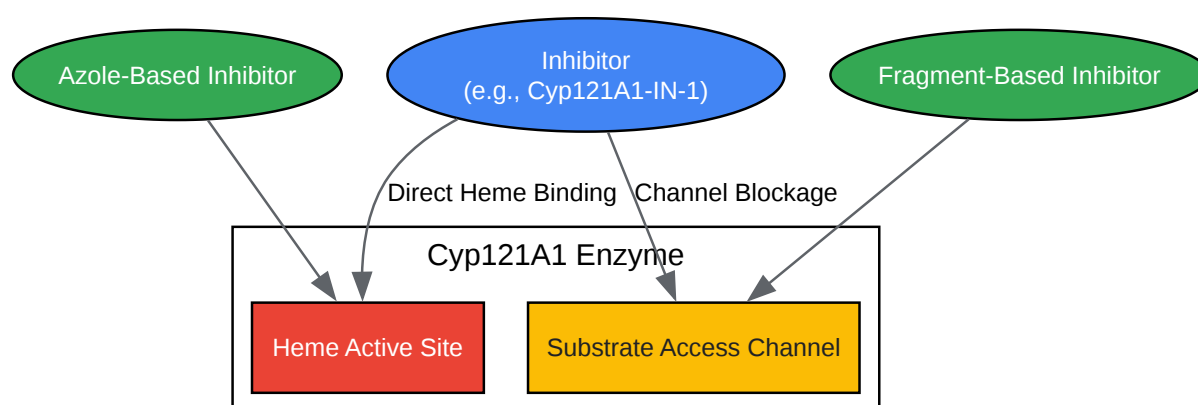 Azole-Based Inhibitor
Inhibitor
(e.g., Cyp121A1-IN-1)
Fragment-Based Inhibitor
Direct Heme Binding
Channel Blockage
Cyp121A1 Enzyme
Heme Active Site
Substrate Access Channel